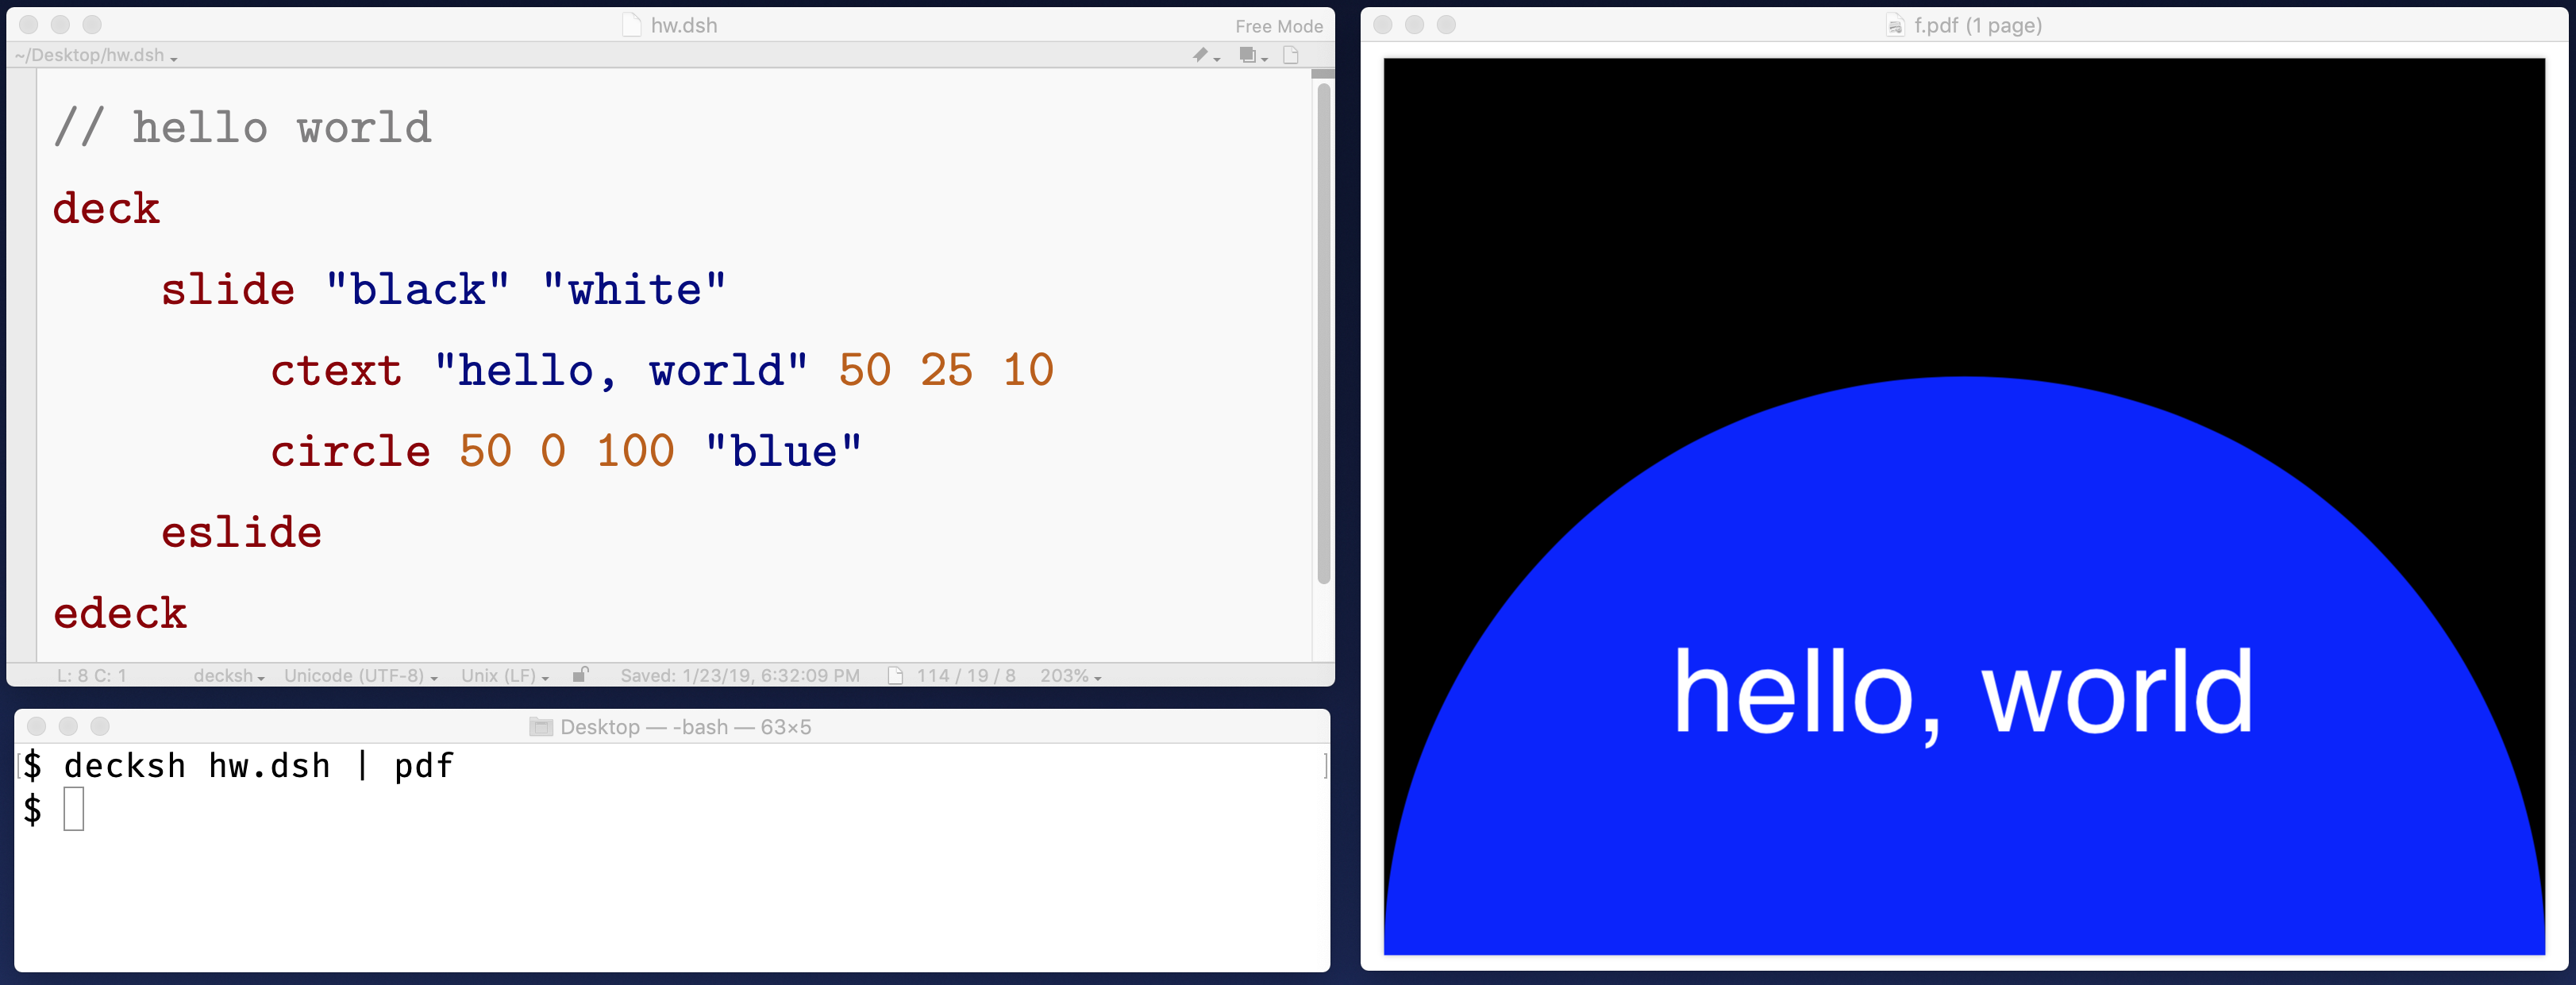 hw.dsh
Free Mode
~/Desktop/hw.dsh
// hello world
deck
slide "black" "white"
ctext "hello, world" 50 25 10
circle 50 0 100 "blue"
eslide
edeck
L: 8 C: 1 decksh Unicode (UTF-8) Unix (LF) Saved: 1/23/19, 6:32:09 PM 114 / 19 / 8 203%
Desktop — -bash — 63×5
[$ decksh hw.dsh | pdf ]
$
f.pdf (1 page)
hello, world